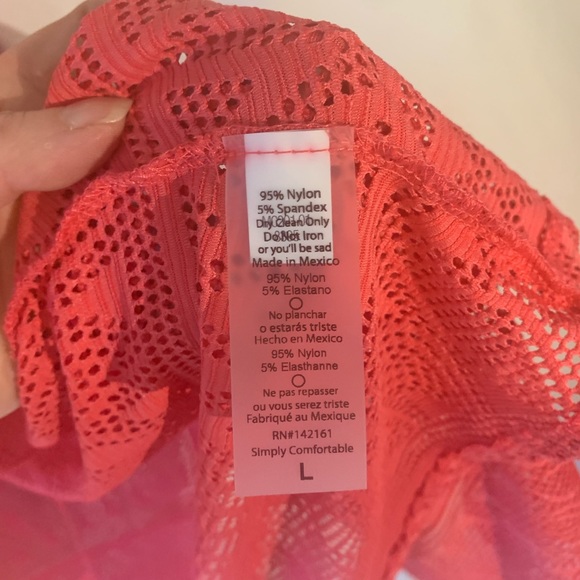 95% Nylon
5% Spandex
Dry Clean Only
Do Not Iron
or you'll be sad
Made in Mexico
95% Nylon
5% Elastano
No planchar
o estarás triste
Hecho en Mexico
95% Nylon
5% Elasthanne
Ne pas repasser
ou vous serez triste
Fabriqué au Mexique
RN#142161
Simply Comfortable
L